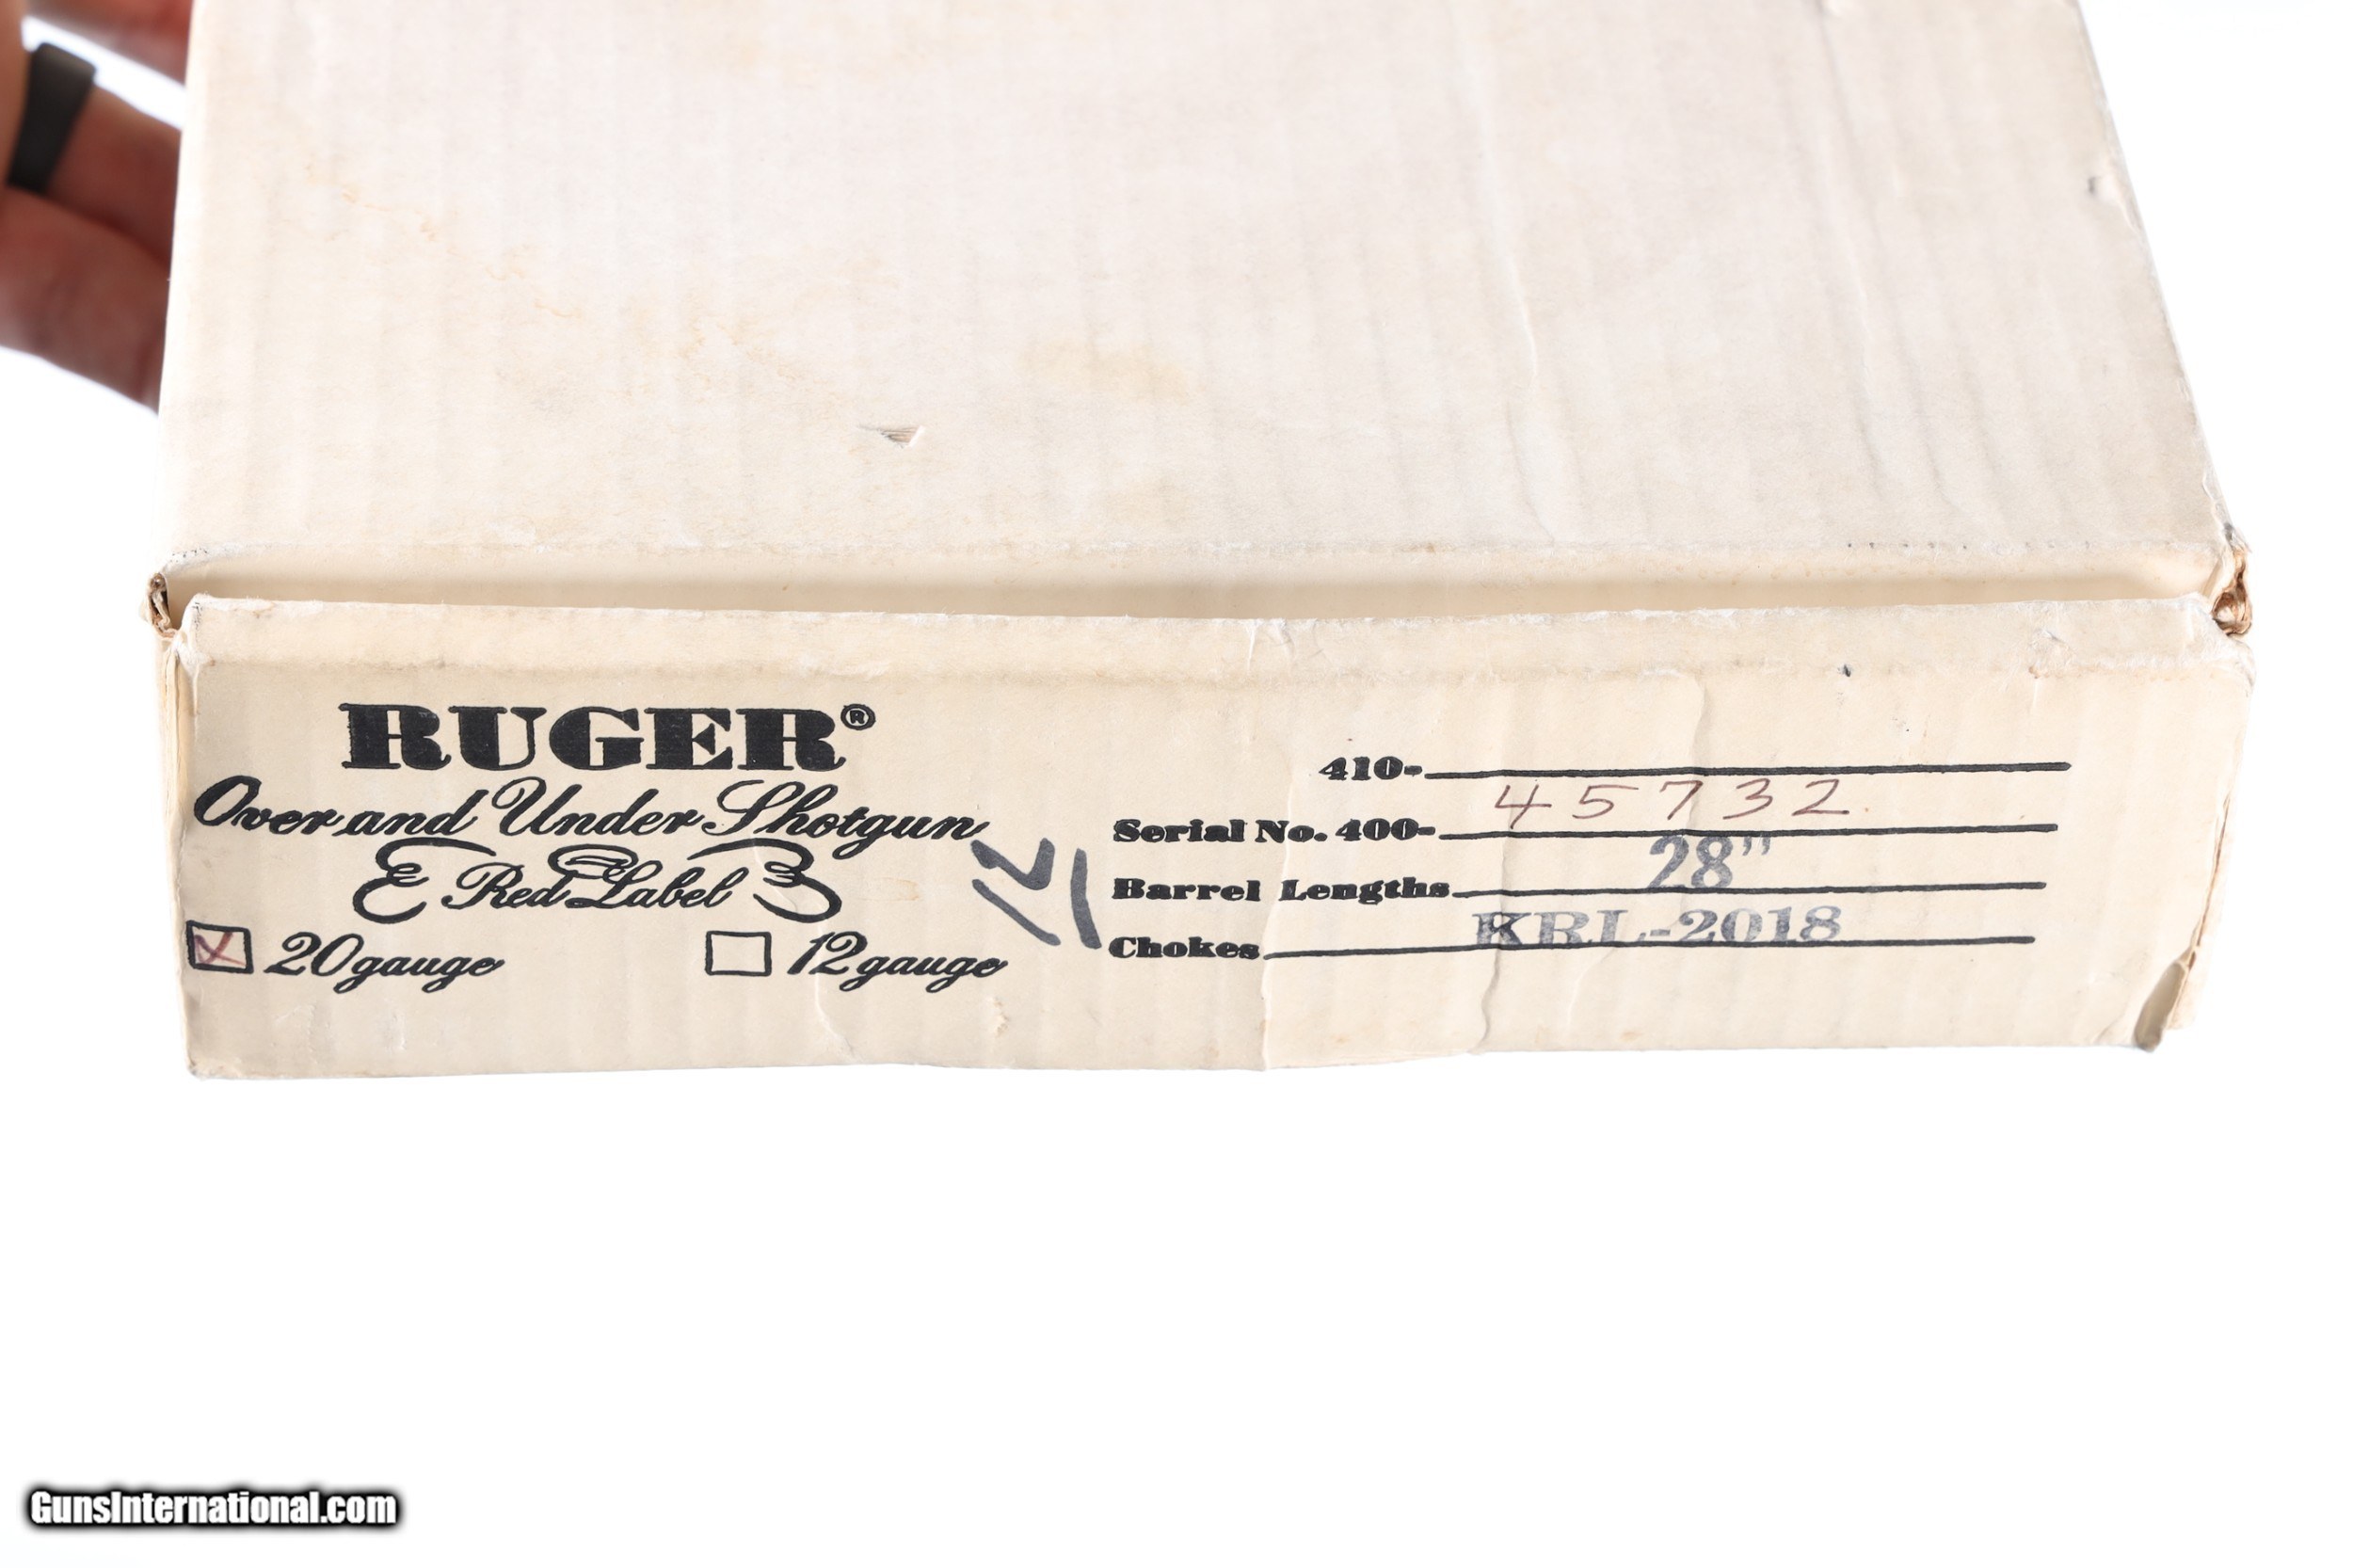 RUGER®
Over and Under Shotgun
Red Label
20 gauge 12 gauge
410-
Serial No. 400- 45732
Barrel Lengths 28"
Chokes KRL-2018
GunsInternational.com